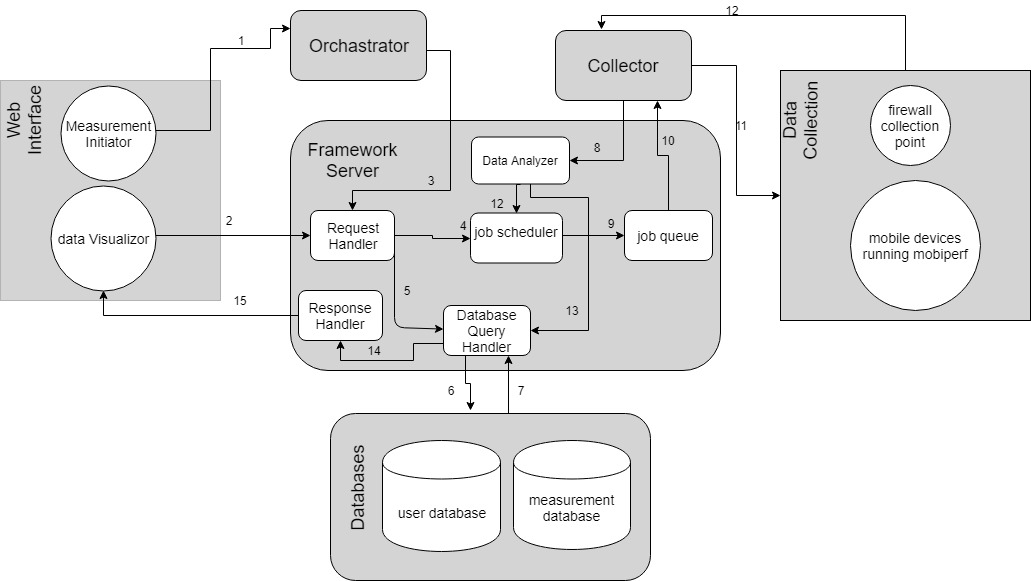 12
1
Orchastrator
Collector
Web
Interface
Measurement
Initiator
Data
Collection
firewall
collection
point
11
Framework
Server
Data Analyzer
8
10
3
12
2
Request
Handler
4
job scheduler
9
job queue
data Visualizor
mobile devices
running mobiperf
5
15
Response
Handler
Database
Query
Handler
13
14
6
7
Databases
user database
measurement
database